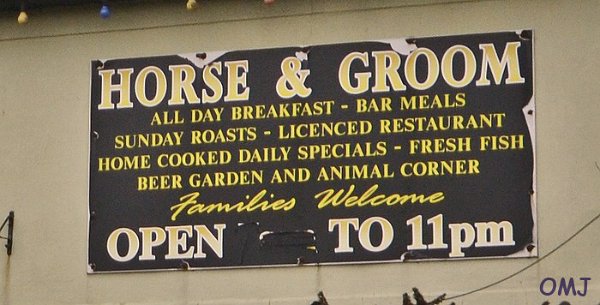 HORSE & GROOM
ALL DAY BREAKFAST - BAR MEALS
SUNDAY ROASTS - LICENCED RESTAURANT
HOME COOKED DAILY SPECIALS - FRESH FISH
BEER GARDEN AND ANIMAL CORNER
Families Welcome
OPEN TO 11pm
OMJ